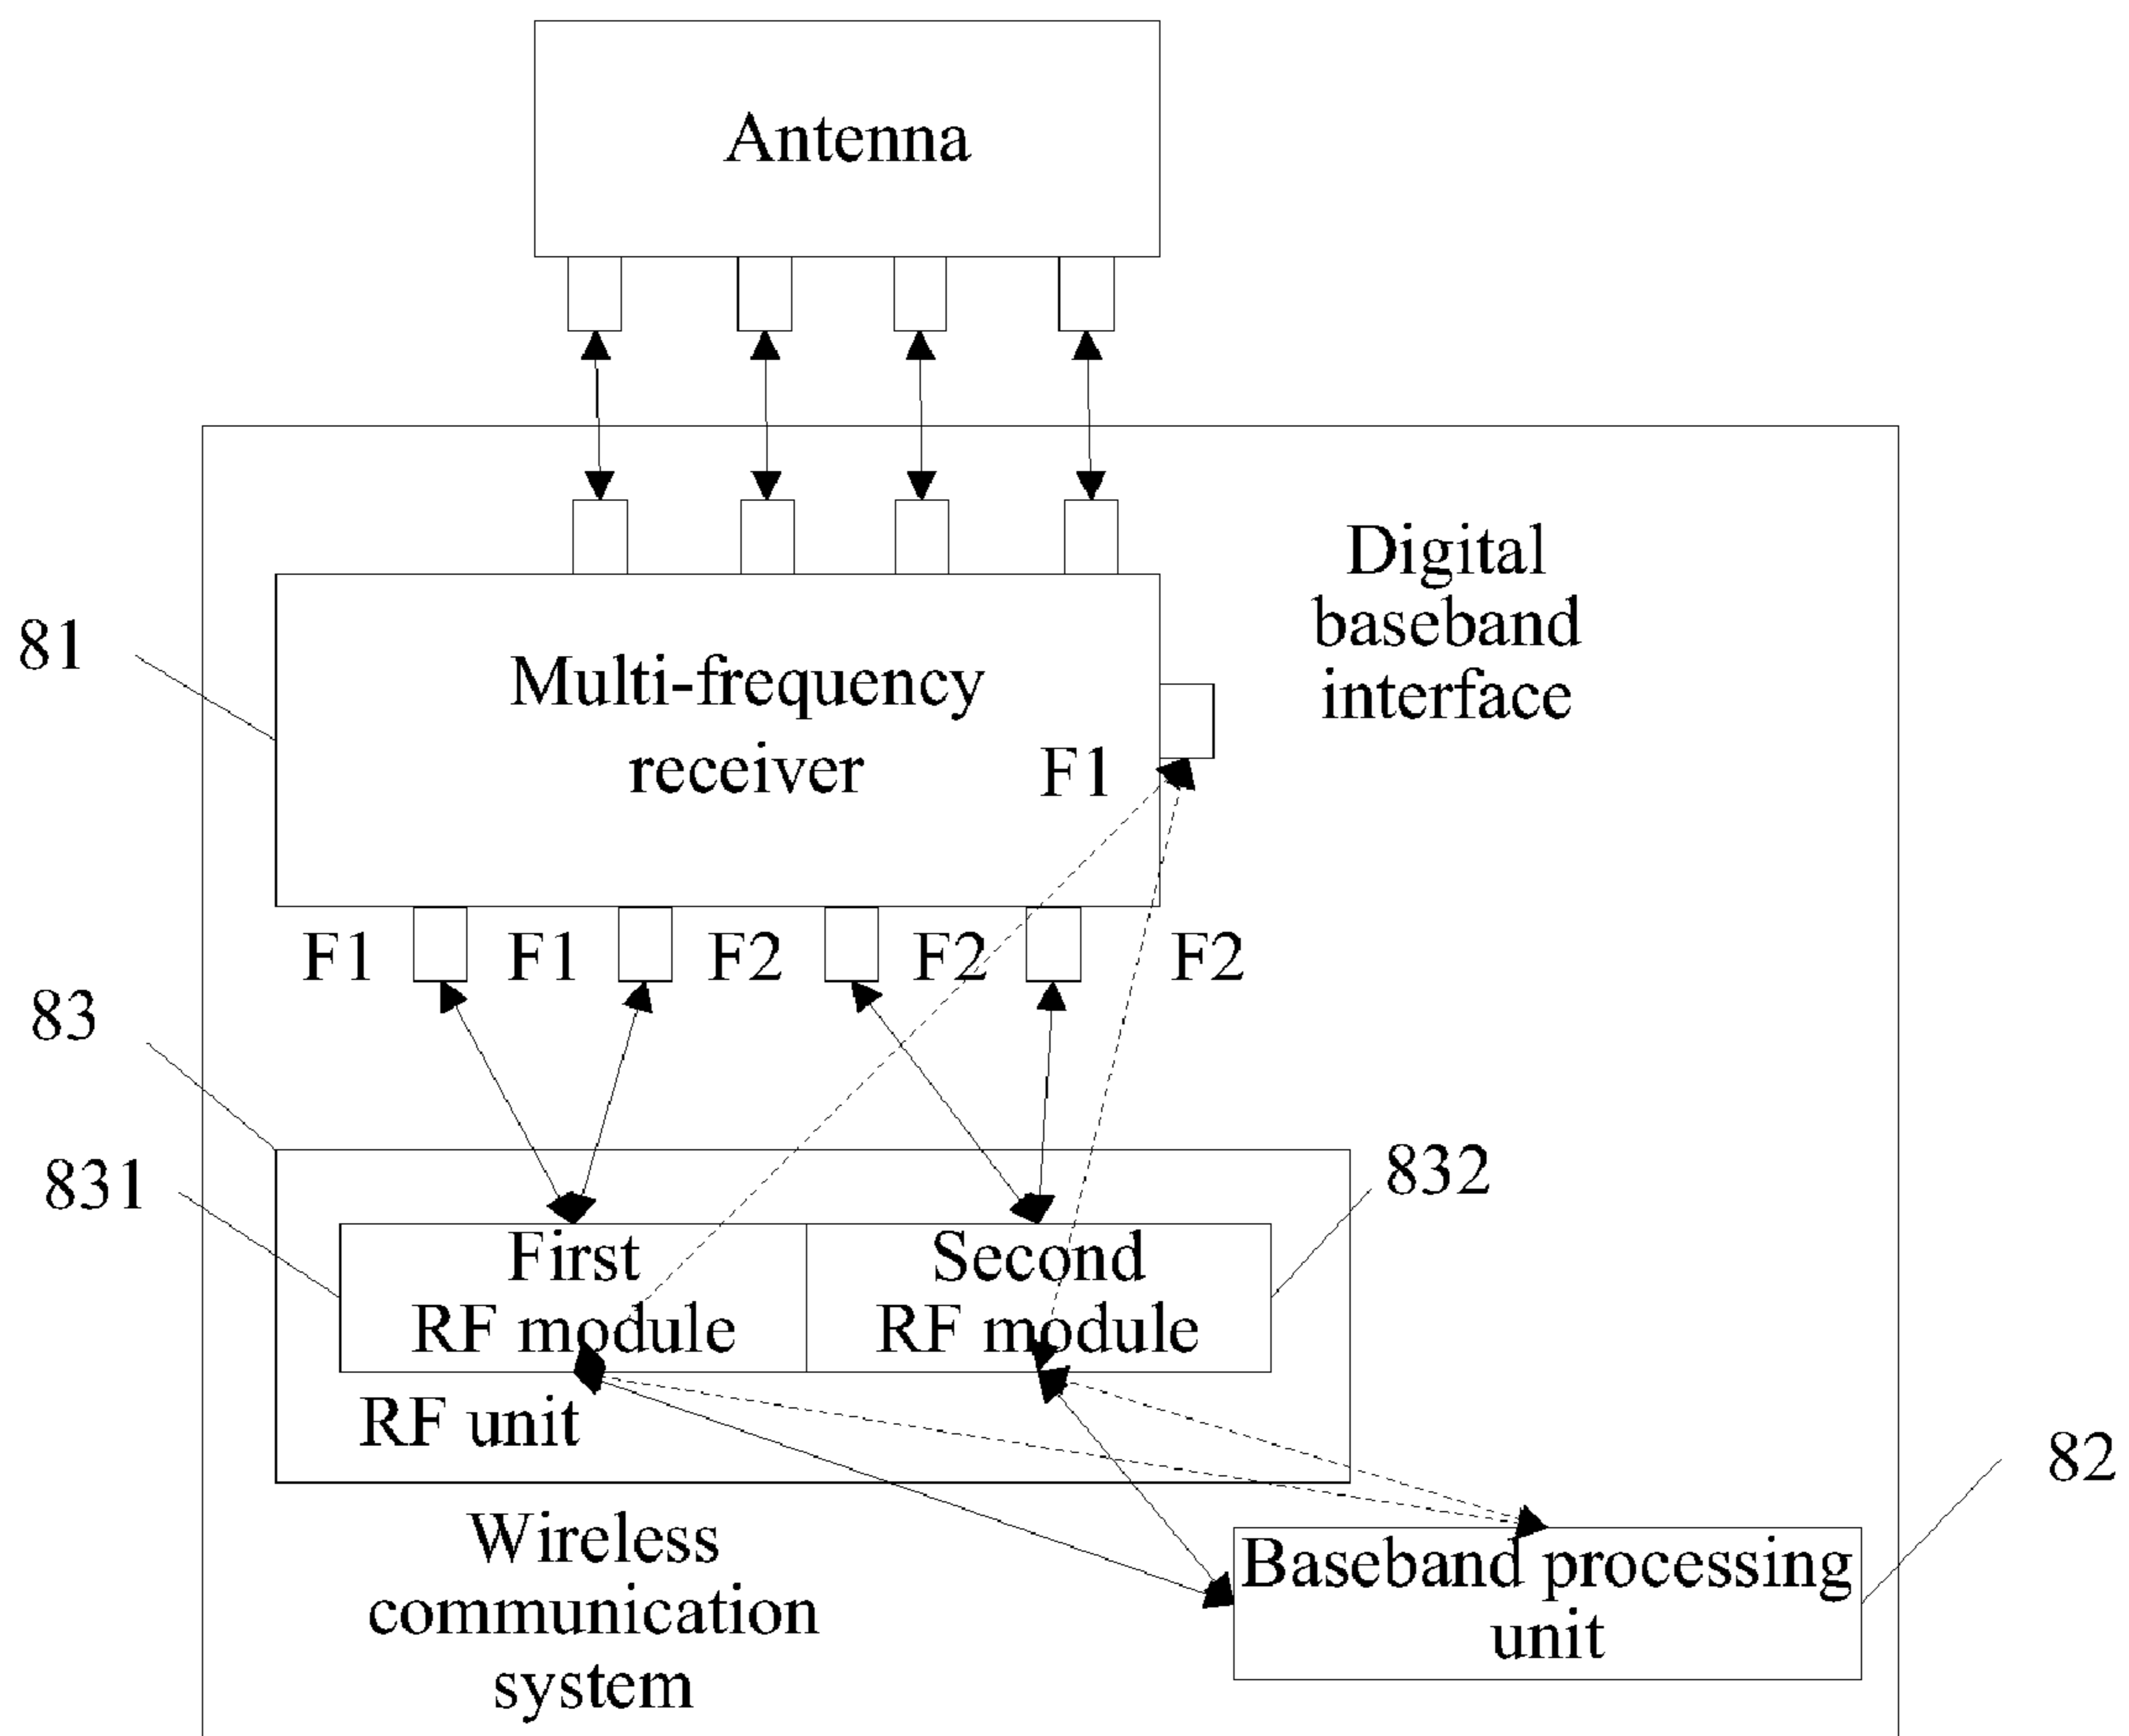 Antenna
Digital
baseband
interface
81
Multi-frequency
receiver
F1
F1
F1
F2
F2
F2
83
831
832
First
RF module
Second
RF module
RF unit
82
Wireless
communication
system
Baseband processing
unit